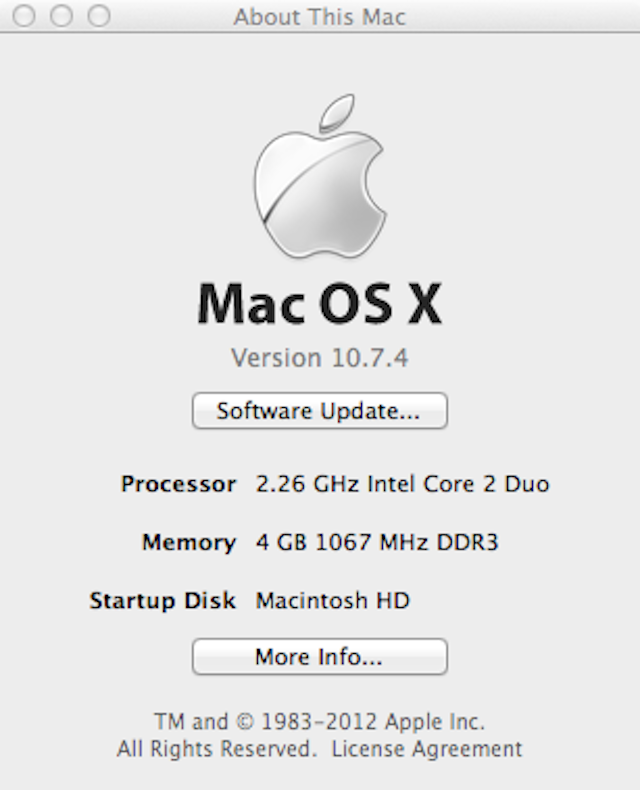 About This Mac
Mac OS X
Version 10.7.4
Software Update...
Processor 2.26 GHz Intel Core 2 Duo
Memory 4 GB 1067 MHz DDR3
Startup Disk Macintosh HD
More Info...
TM and © 1983–2012 Apple Inc.
All Rights Reserved. License Agreement